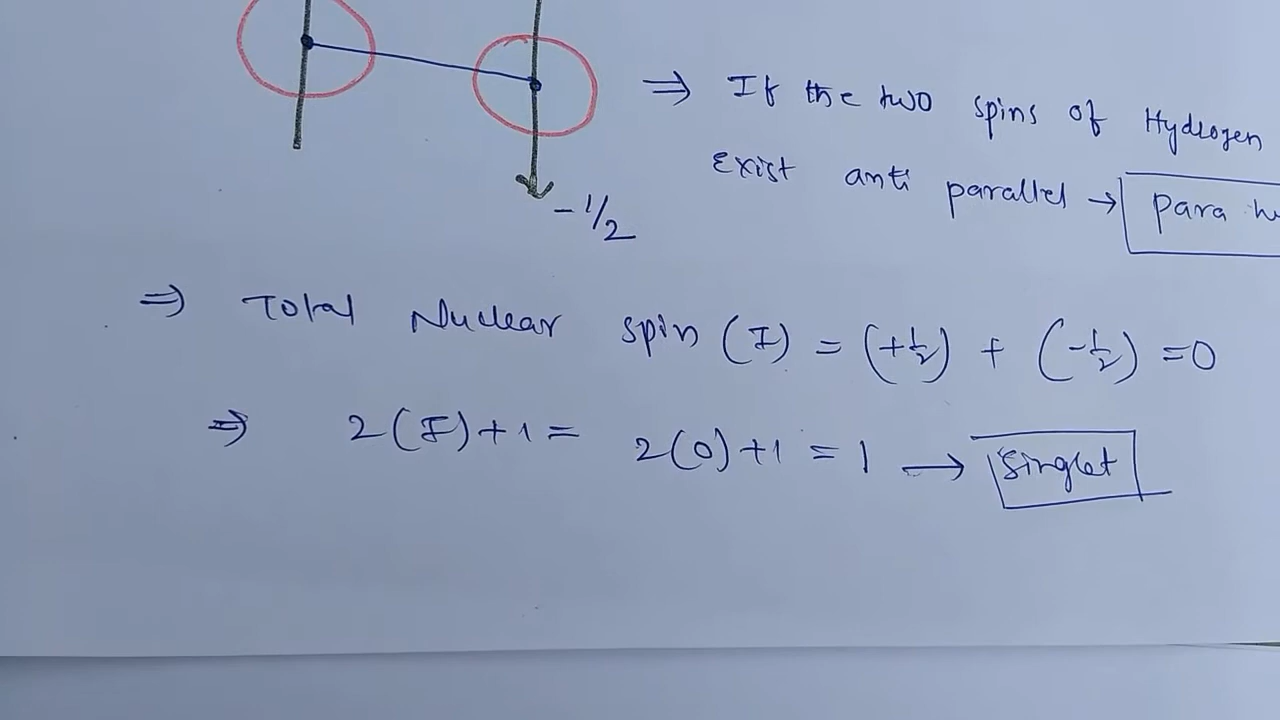 ⇒ If the two spins of Hydrogen
Exist anti parallel → para
-1/2
⇒ Total Nuclear spin (I) = (+1/2) + (-1/2) = 0
⇒ 2(I)+1 = 2(0)+1 = 1 → Singlet